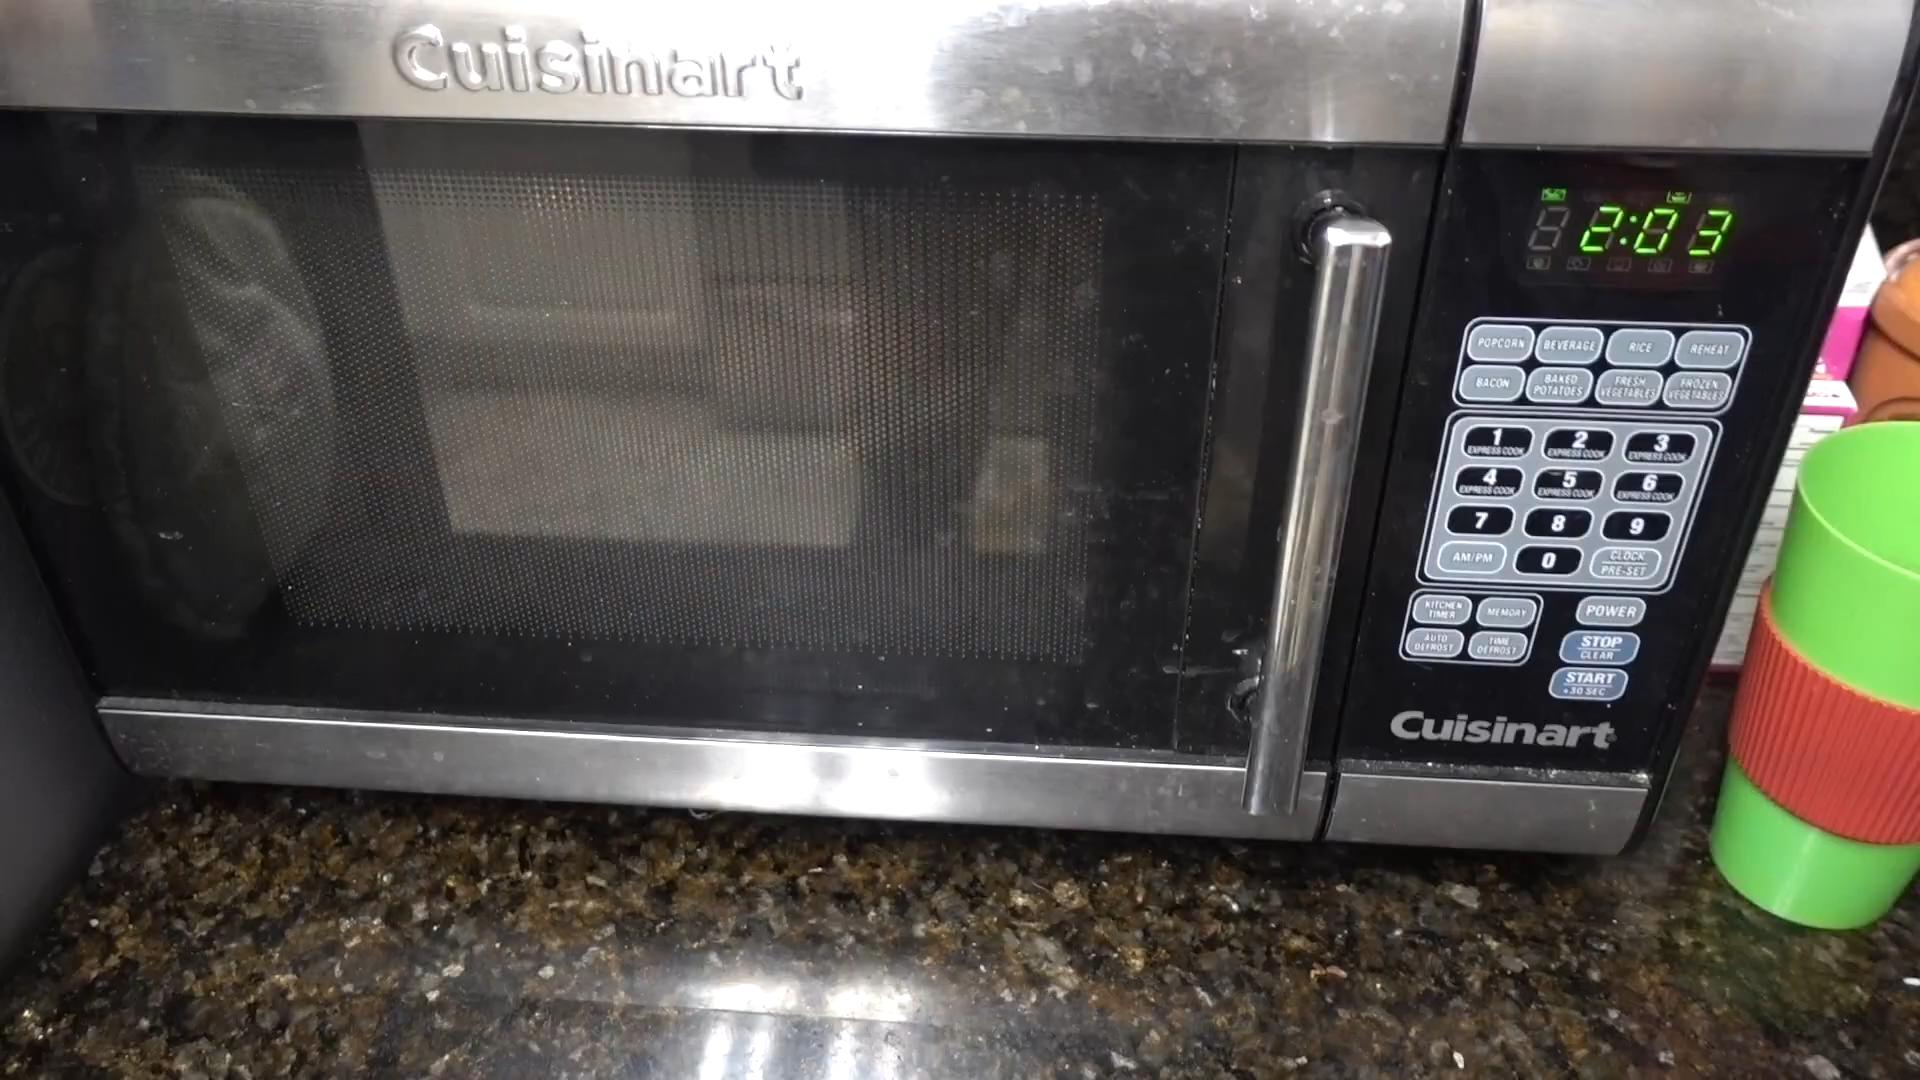 Cuisinart
2:03
POPCORN
BEVERAGE
RICE
REHEAT
BACON
BAKED
POTATOES
FRESH
VEGETABLES
FROZEN
VEGETABLES
1
EXPRESS COOK
2
EXPRESS COOK
3
EXPRESS COOK
4
EXPRESS COOK
5
EXPRESS COOK
6
EXPRESS COOK
7
8
9
AM/PM
0
CLOCK
PRE-SET
KITCHEN
TIMER
MEMORY
POWER
AUTO
DEFROST
TIME
DEFROST
STOP
CLEAR
START
+30 SEC
Cuisinart